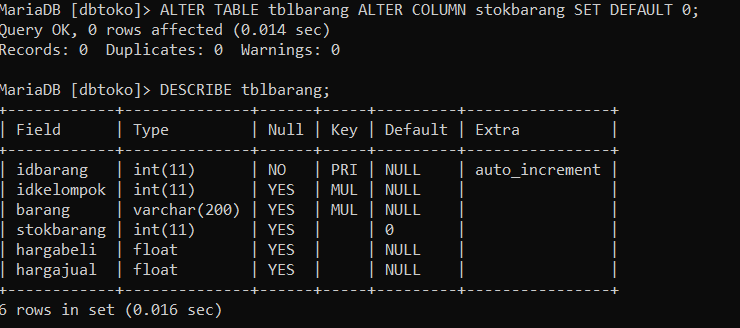 MariaDB [dbtoko]> ALTER TABLE tblbarang ALTER COLUMN stokbarang SET DEFAULT 0;
Query OK, 0 rows affected (0.014 sec)
Records: 0  Duplicates: 0  Warnings: 0

MariaDB [dbtoko]> DESCRIBE tblbarang;
+------------+--------------+------+-----+---------+----------------+
| Field      | Type         | Null | Key | Default | Extra          |
+------------+--------------+------+-----+---------+----------------+
| idbarang   | int(11)      | NO   | PRI | NULL    | auto_increment |
| idkelompok | int(11)      | YES  | MUL | NULL    |                |
| barang     | varchar(200) | YES  | MUL | NULL    |                |
| stokbarang | int(11)      | YES  |     | 0       |                |
| hargabeli  | float        | YES  |     | NULL    |                |
| hargajual  | float        | YES  |     | NULL    |                |
+------------+--------------+------+-----+---------+----------------+
6 rows in set (0.016 sec)